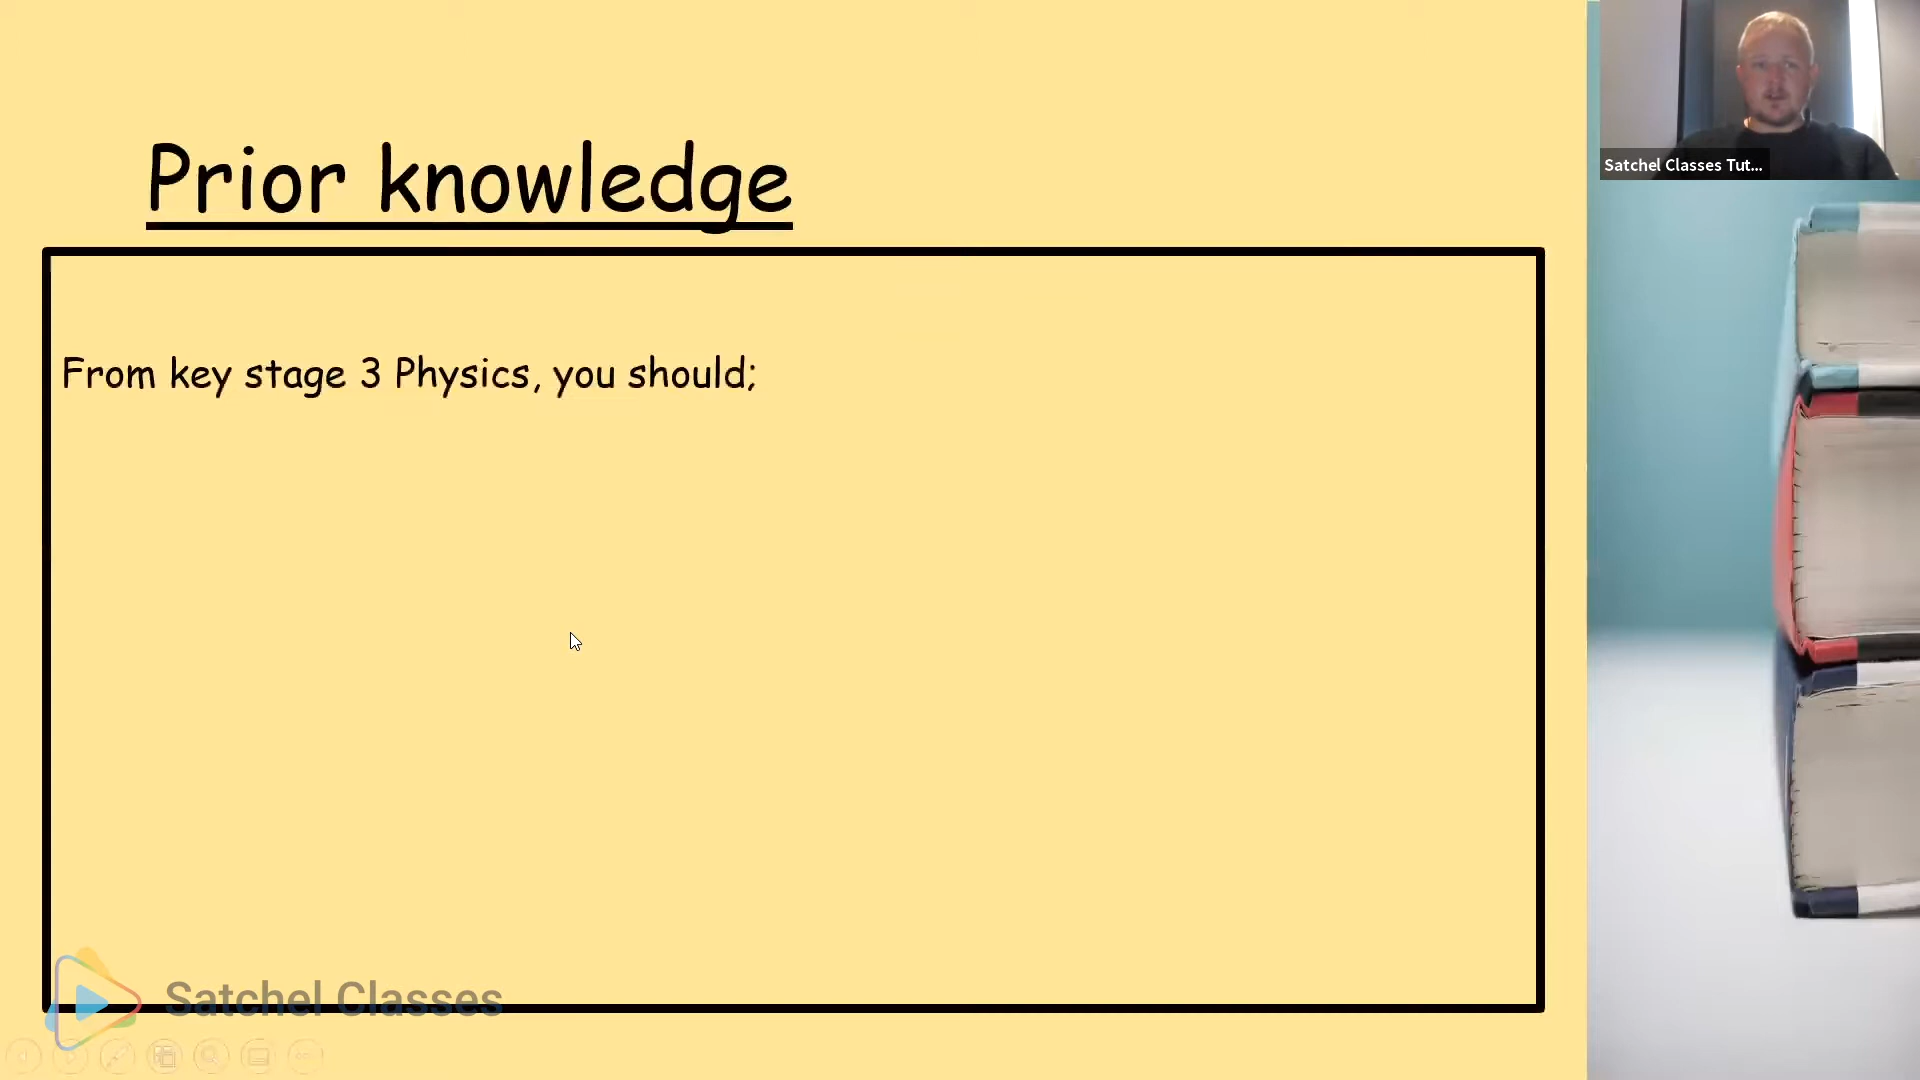 Prior knowledge
Satchel Classes Tut...
From key stage 3 Physics, you should;
Satchel Classes